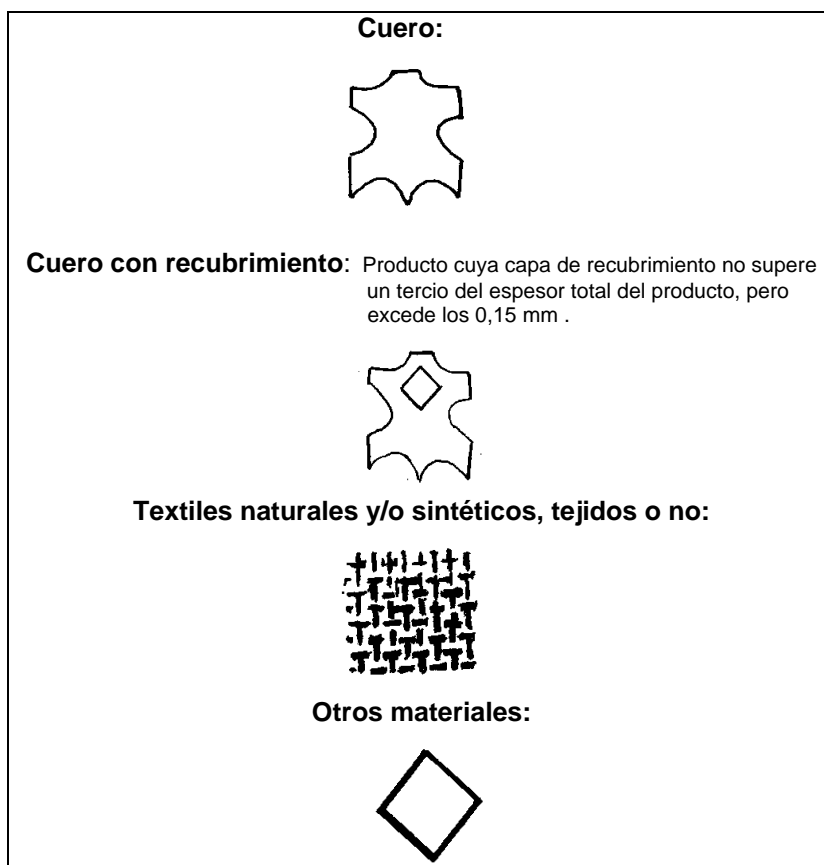 Cuero:
Cuero con recubrimiento: Producto cuya capa de recubrimiento no supere
un tercio del espesor total del producto, pero
excede los 0,15 mm .
Textiles naturales y/o sintéticos, tejidos o no:
Otros materiales: